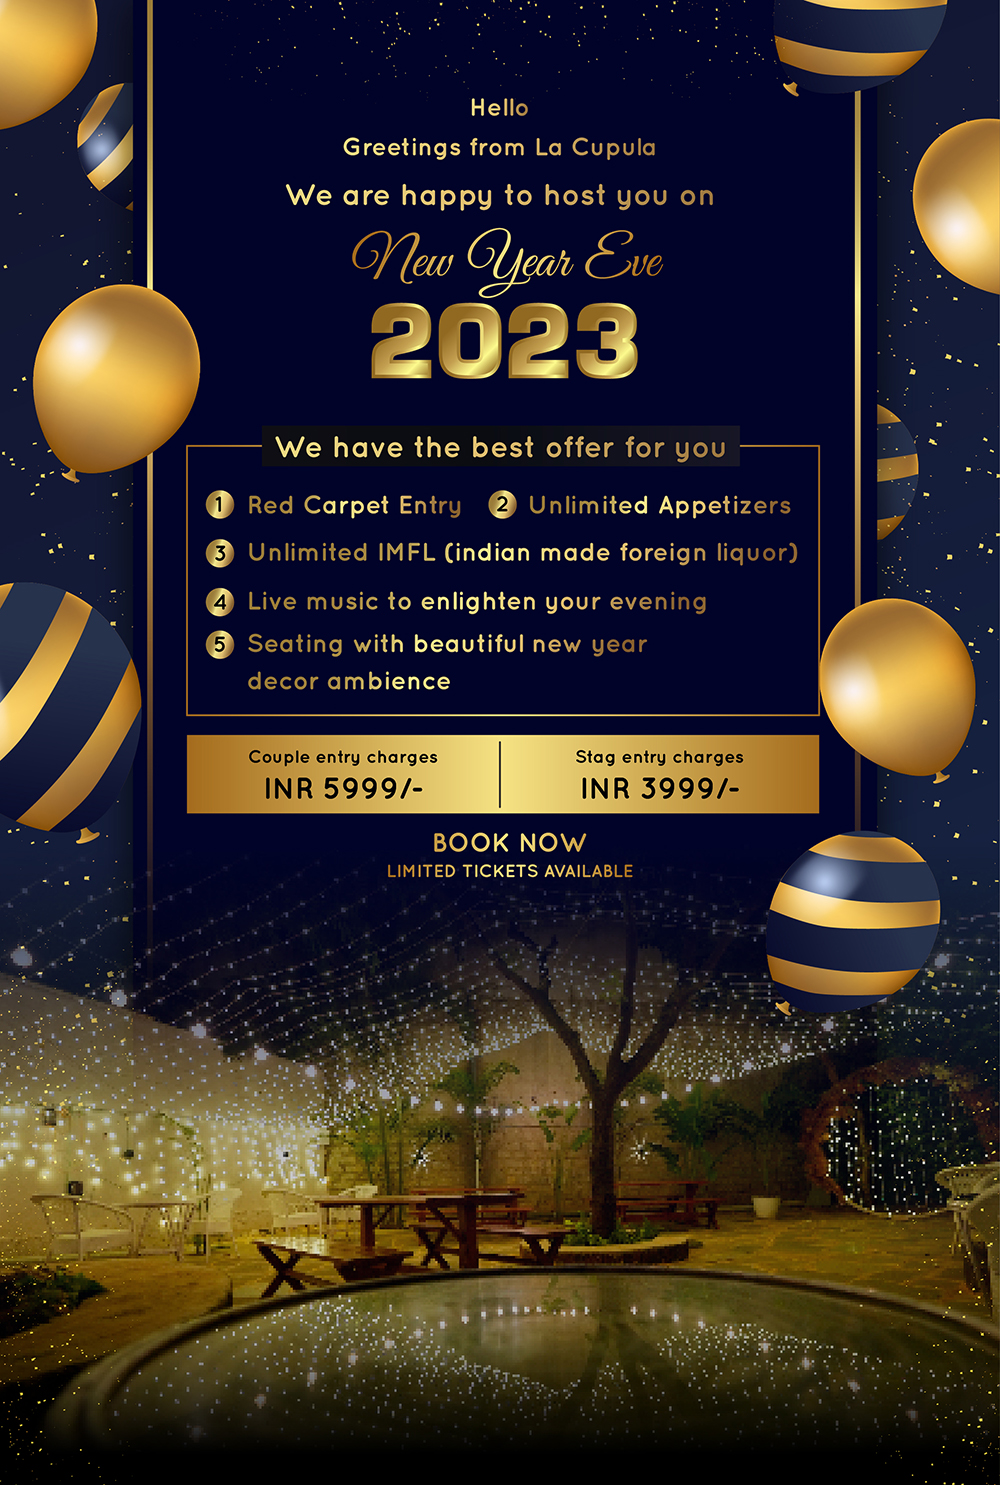 Hello
Greetings from La Cupula
We are happy to host you on
New Year Eve
2023
We have the best offer for you
1 Red Carpet Entry 2 Unlimited Appetizers
3 Unlimited IMFL (indian made foreign liquor)
4 Live music to enlighten your evening
5 Seating with beautiful new year
decor ambience
Couple entry charges
INR 5999/-
Stag entry charges
INR 3999/-
BOOK NOW
LIMITED TICKETS AVAILABLE